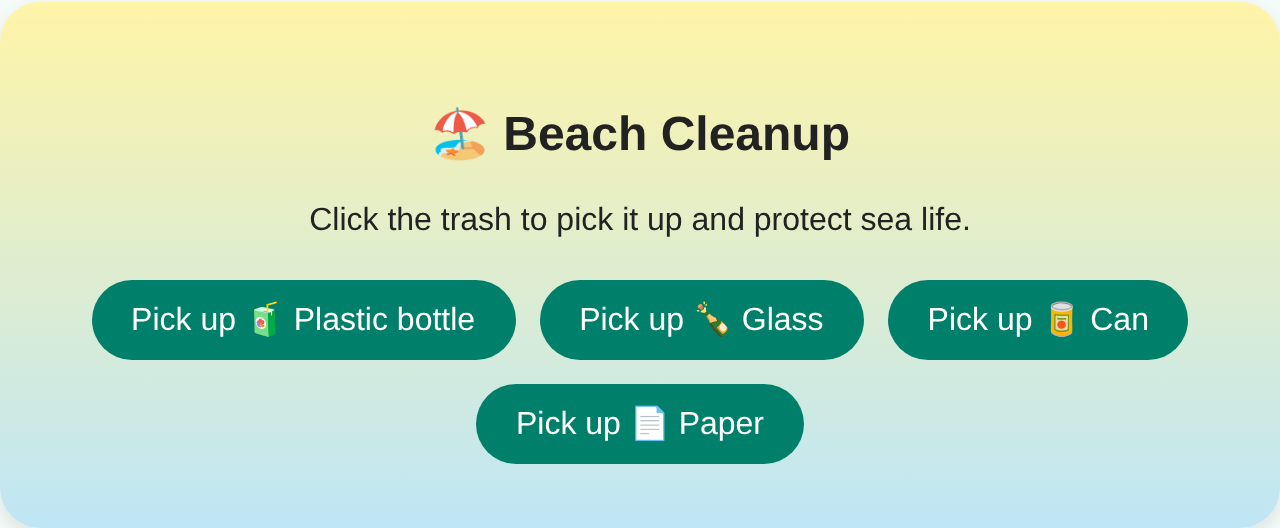 🏖️ Beach Cleanup
Click the trash to pick it up and protect sea life.
Pick up 🧃 Plastic bottle
Pick up 🍾 Glass
Pick up 🥫 Can
Pick up 📄 Paper